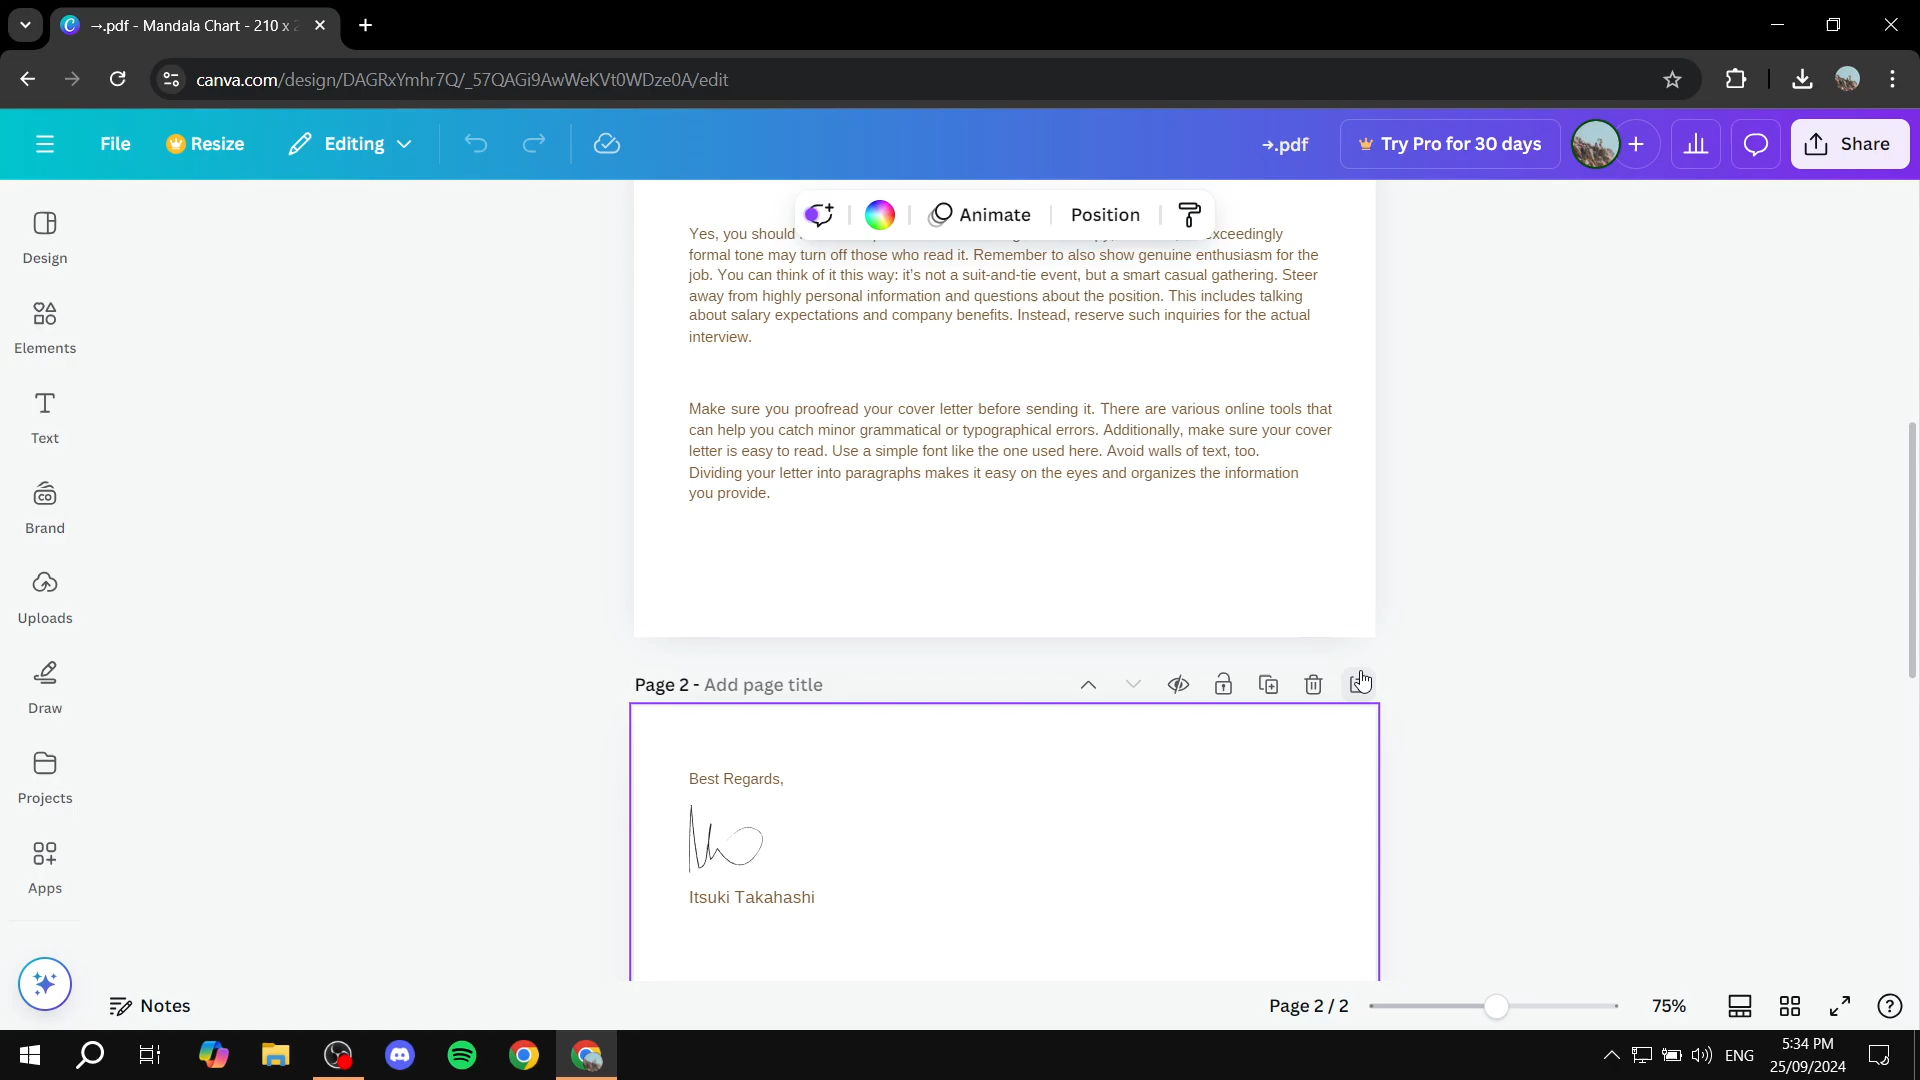 →.pdf - Mandala Chart - 210 x
canva.com/design/DAGRxYmhr7Q/_57QAGi9AwWeKVt0WDze0A/edit
File
Resize
Editing
→.pdf
Try Pro for 30 days
Share
Design
Elements
Text
Brand
Uploads
Draw
Projects
Apps
Animate
Position
Yes, you should
exceedingly
formal tone may turn off those who read it. Remember to also show genuine enthusiasm for the
job. You can think of it this way: it's not a suit-and-tie event, but a smart casual gathering. Steer
away from highly personal information and questions about the position. This includes talking
about salary expectations and company benefits. Instead, reserve such inquiries for the actual
interview.
Make sure you proofread your cover letter before sending it. There are various online tools that
can help you catch minor grammatical or typographical errors. Additionally, make sure your cover
letter is easy to read. Use a simple font like the one used here. Avoid walls of text, too.
Dividing your letter into paragraphs makes it easy on the eyes and organizes the information
you provide.
Page 2 - Add page title
Best Regards,
Itsuki Takahashi
Notes
Page 2 / 2
75%
ENG
5:34 PM
25/09/2024